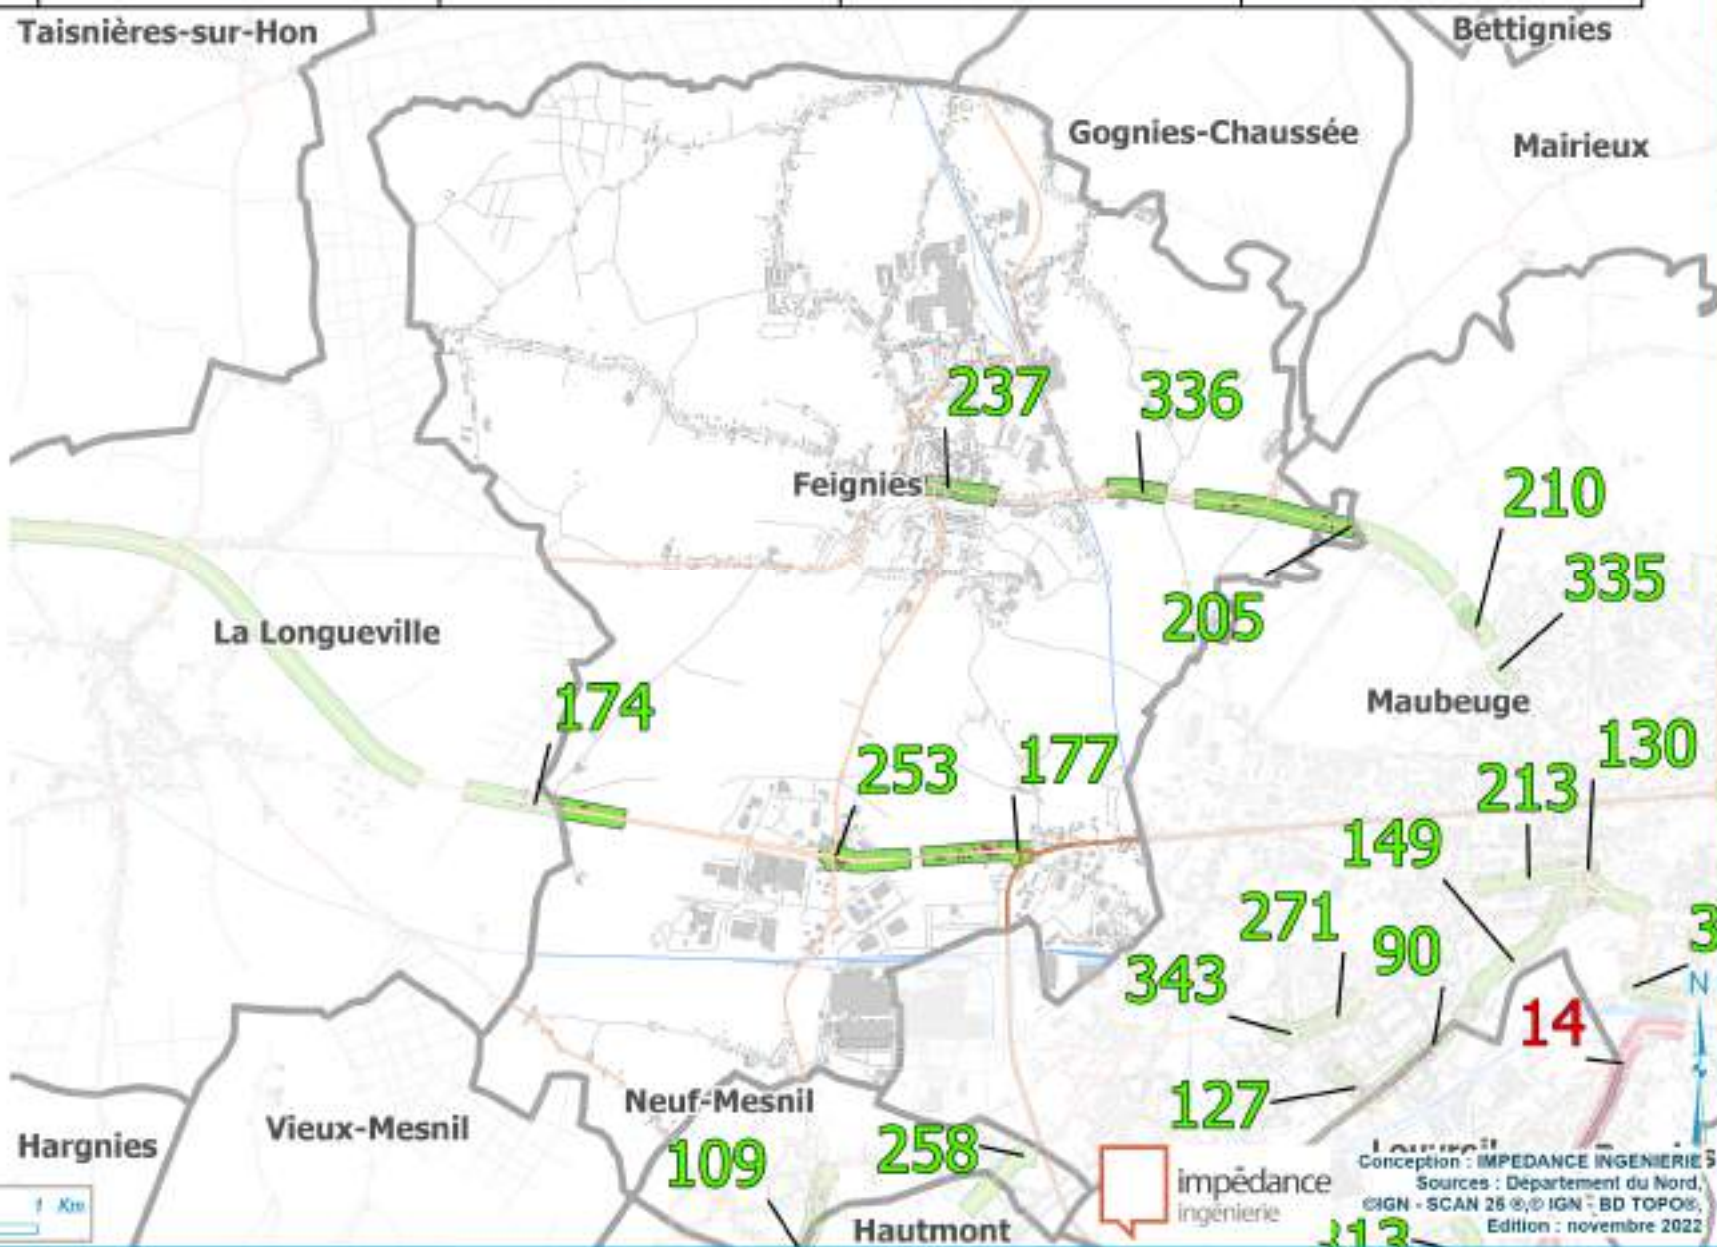 Taisnières-sur-Hon
Bettignies
Gognies-Chaussée
Mairieux
237
336
Feignies
210
335
205
La Longueville
174
Maubeuge
253
177
130
213
149
271
90
343
14
127
Neuf-Mesnil
Vieux-Mesnil
Hargnies
109
258
Hautmont
1 Km
N
impédance
ingénierie
Conception : IMPEDANCE INGENIERIE
Sources : Département du Nord,
©IGN - SCAN 25 ®,© IGN - BD TOPO®,
Edition : novembre 2022